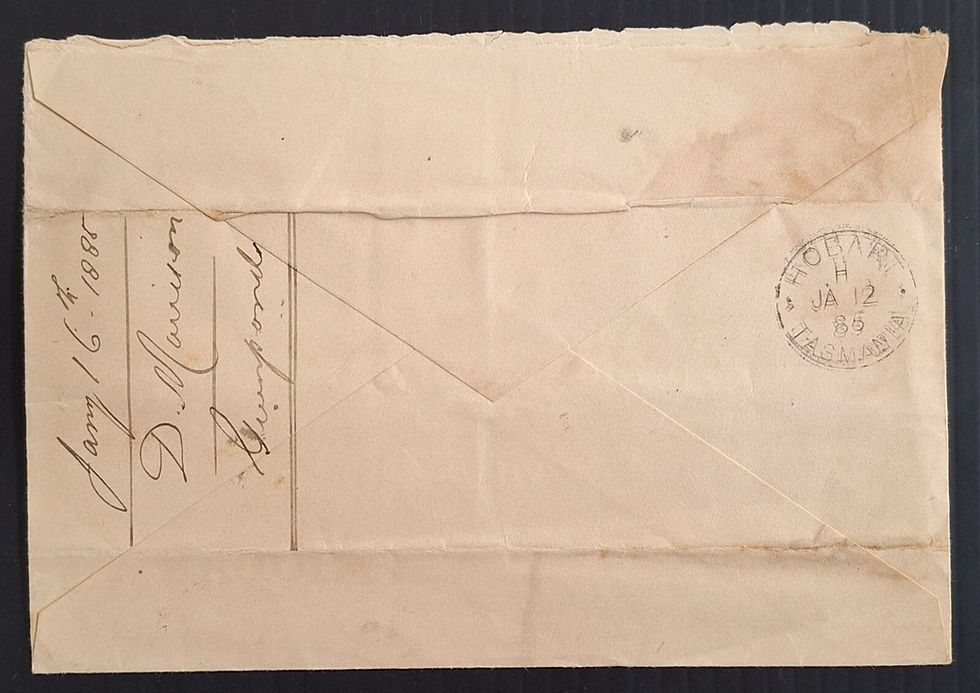 Jany 16th - 1885
D. Morrison
HOBART
H
JA 12
85
TASMANIA